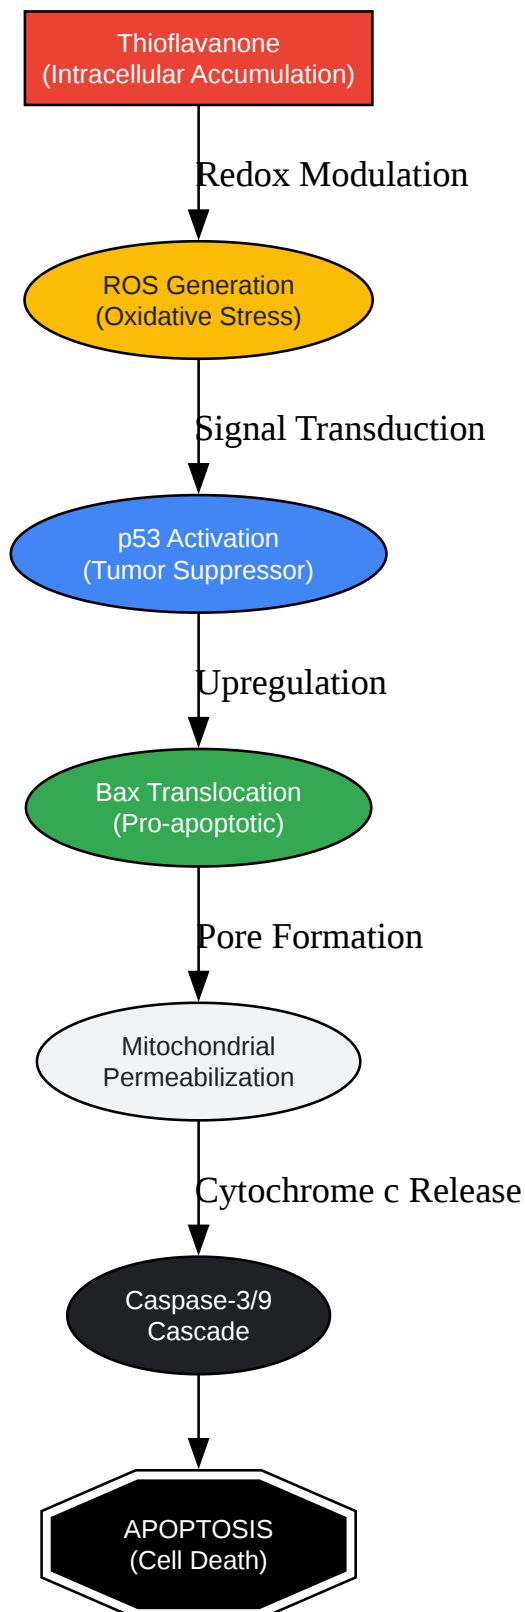 Thioflavanone
(Intracellular Accumulation)
Redox Modulation
ROS Generation
(Oxidative Stress)
Signal Transduction
p53 Activation
(Tumor Suppressor)
Upregulation
Bax Translocation
(Pro-apoptotic)
Pore Formation
Mitochondrial
Permeabilization
Cytochrome c Release
Caspase-3/9
Cascade
APOPTOSIS
(Cell Death)